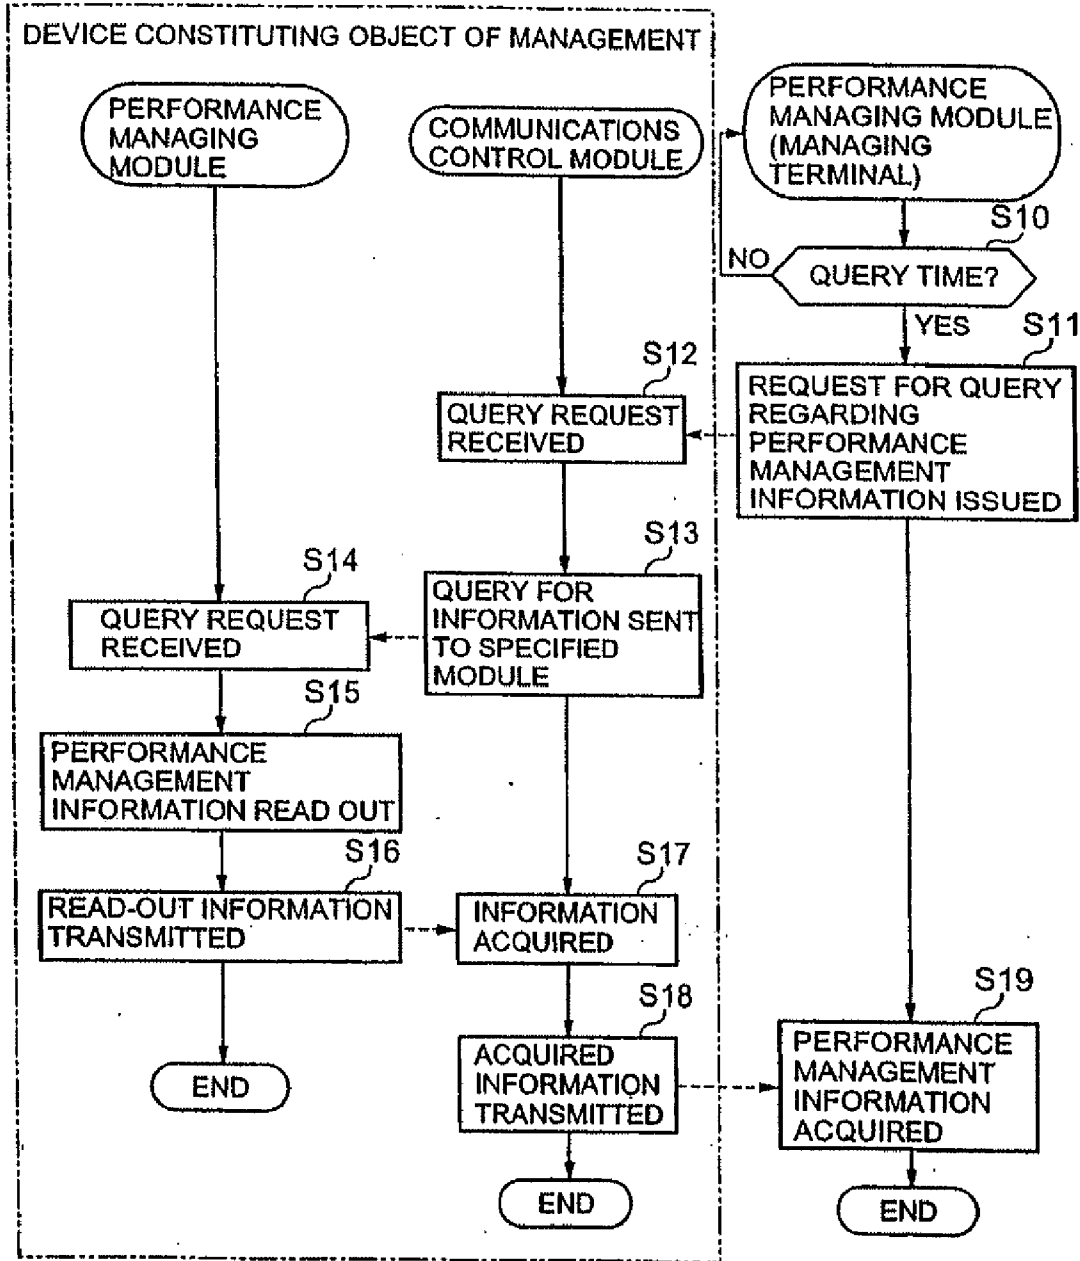 DEVICE CONSTITUTING OBJECT OF MANAGEMENT
PERFORMANCE
MANAGING
MODULE
COMMUNICATIONS
CONTROL MODULE
PERFORMANCE
MANAGING MODULE
(MANAGING
TERMINAL)
S10
NO
QUERY TIME?
YES
S11
REQUEST FOR QUERY
REGARDING
PERFORMANCE
MANAGEMENT
INFORMATION ISSUED
S12
QUERY REQUEST
RECEIVED
S13
QUERY FOR
INFORMATION SENT
TO SPECIFIED
MODULE
S14
QUERY REQUEST
RECEIVED
S15
PERFORMANCE
MANAGEMENT
INFORMATION READ OUT
S16
READ-OUT INFORMATION
TRANSMITTED
S17
INFORMATION
ACQUIRED
S18
ACQUIRED
INFORMATION
TRANSMITTED
S19
PERFORMANCE
MANAGEMENT
INFORMATION
ACQUIRED
END
END
END